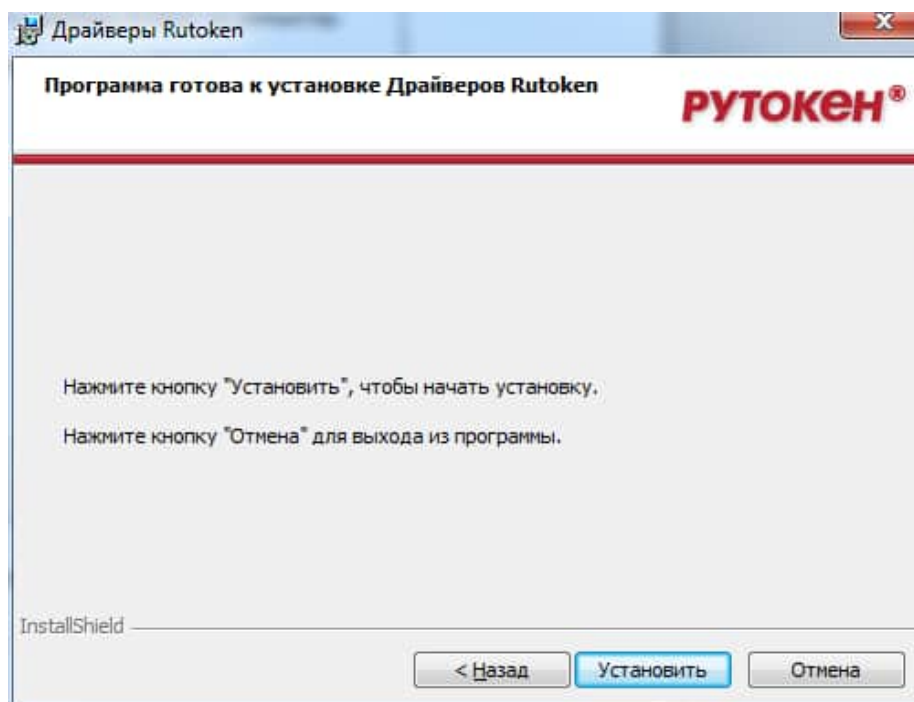 Драйверы Rutoken
Программа готова к установке Драйверов Rutoken
РУТОКЕН®
Нажмите кнопку "Установить", чтобы начать установку.
Нажмите кнопку "Отмена" для выхода из программы.
InstallShield
< Назад
Установить
Отмена